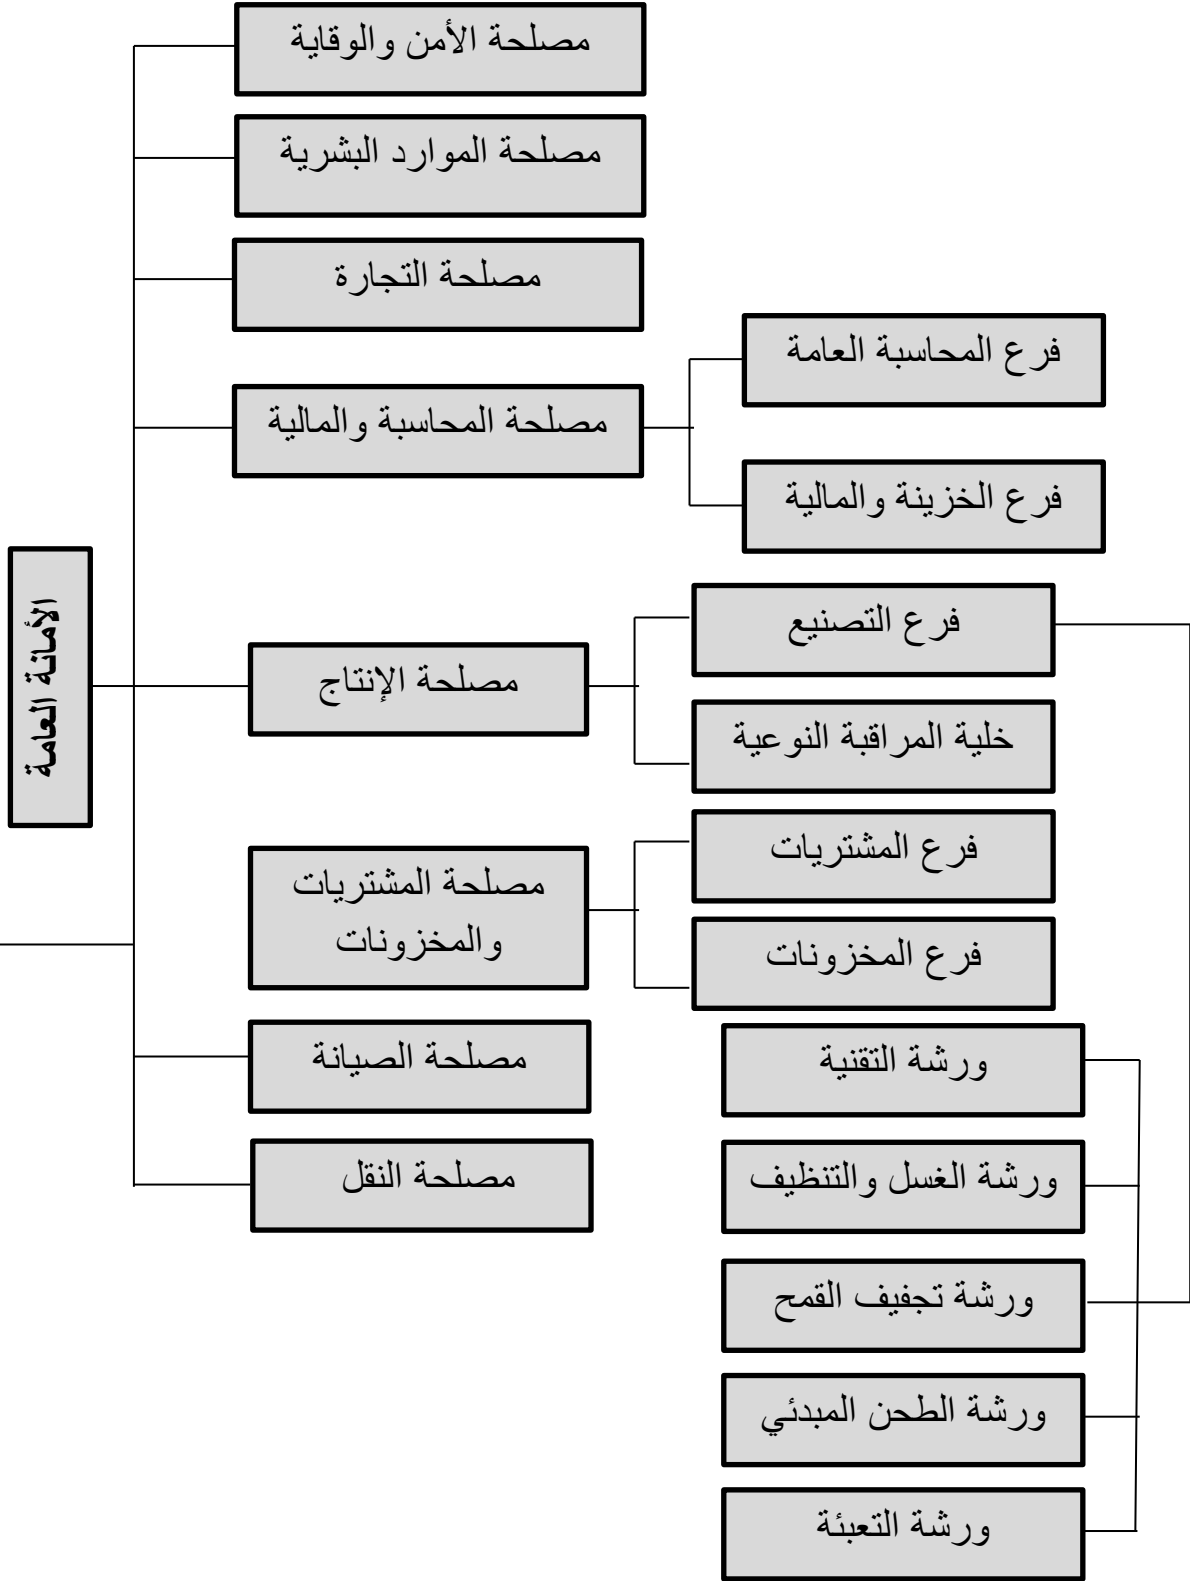 مصلحة الأمن والوقاية
مصلحة الموارد البشرية
مصلحة التجارة
فرع المحاسبة العامة
مصلحة المحاسبة والمالية
فرع الخزينة والمالية
الأمانة العامة
فرع التصنيع
مصلحة الإنتاج
خلية المراقبة النوعية
فرع المشتريات
مصلحة المشتريات
والمخزونات
فرع المخزونات
ورشة التقنية
مصلحة الصيانة
ورشة الغسل والتنظيف
مصلحة النقل
ورشة تجفيف القمح
ورشة الطحن المبدئي
ورشة التعبئة